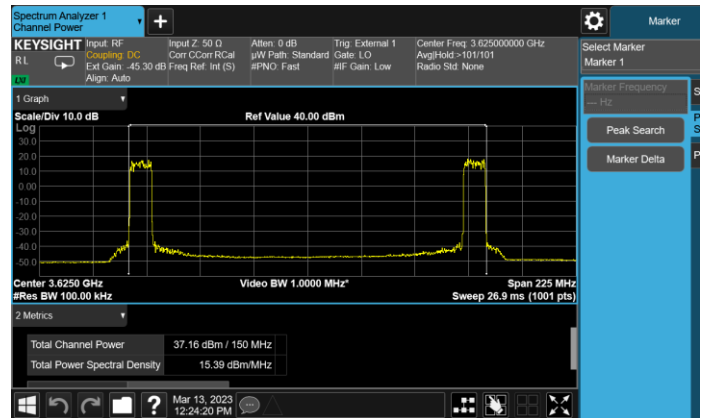 Spectrum Analyzer 1
Channel Power
Marker
KEYSIGHT
RL
LXI
Input: RF
Coupling: DC
Ext Gain: -45.30 dB
Align: Auto
Input Z: 50 Ω
Corr CCorr RCal
Freq Ref: Int (S)
Atten: 0 dB
µW Path: Standard
#PNO: Fast
Trig: External 1
Gate: LO
#IF Gain: Low
Center Freq: 3.625000000 GHz
Avg|Hold:>101/101
Radio Std: None
Select Marker
Marker 1
Marker Frequency
--- Hz
Peak Search
Marker Delta
1 Graph
Scale/Div 10.0 dB
Ref Value 40.00 dBm
Log
30.0
20.0
10.0
0.00
-10.0
-20.0
-30.0
-40.0
-50.0
Center 3.6250 GHz
Video BW 1.0000 MHz*
Span 225 MHz
#Res BW 100.00 kHz
Sweep 26.9 ms (1001 pts)
2 Metrics
Total Channel Power 37.16 dBm / 150 MHz
Total Power Spectral Density 15.39 dBm/MHz
?
Mar 13, 2023
12:24:20 PM